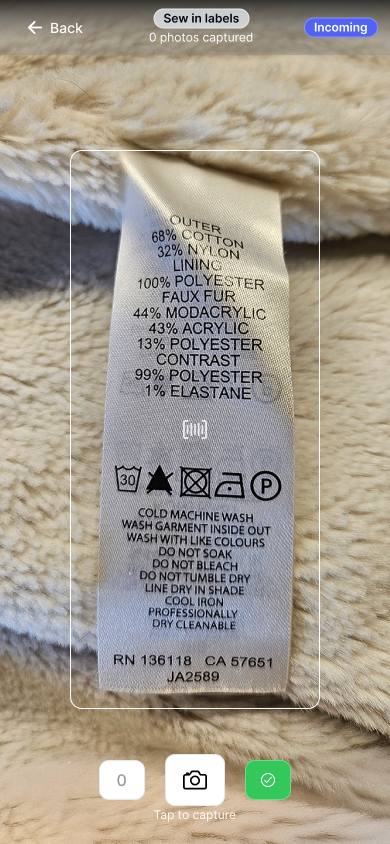 Back
Sew in labels
0 photos captured
Incoming
OUTER
68% COTTON
32% NYLON
LINING
100% POLYESTER
FAUX FUR
44% MODACRYLIC
43% ACRYLIC
13% POLYESTER
CONTRAST
99% POLYESTER
1% ELASTANE
30
P
COLD MACHINE WASH
WASH GARMENT INSIDE OUT
WASH WITH LIKE COLOURS
DO NOT SOAK
DO NOT BLEACH
DO NOT TUMBLE DRY
LINE DRY IN SHADE
COOL IRON
PROFESSIONALLY
DRY CLEANABLE
RN 136118 CA 57651
JA2589
0
Tap to capture